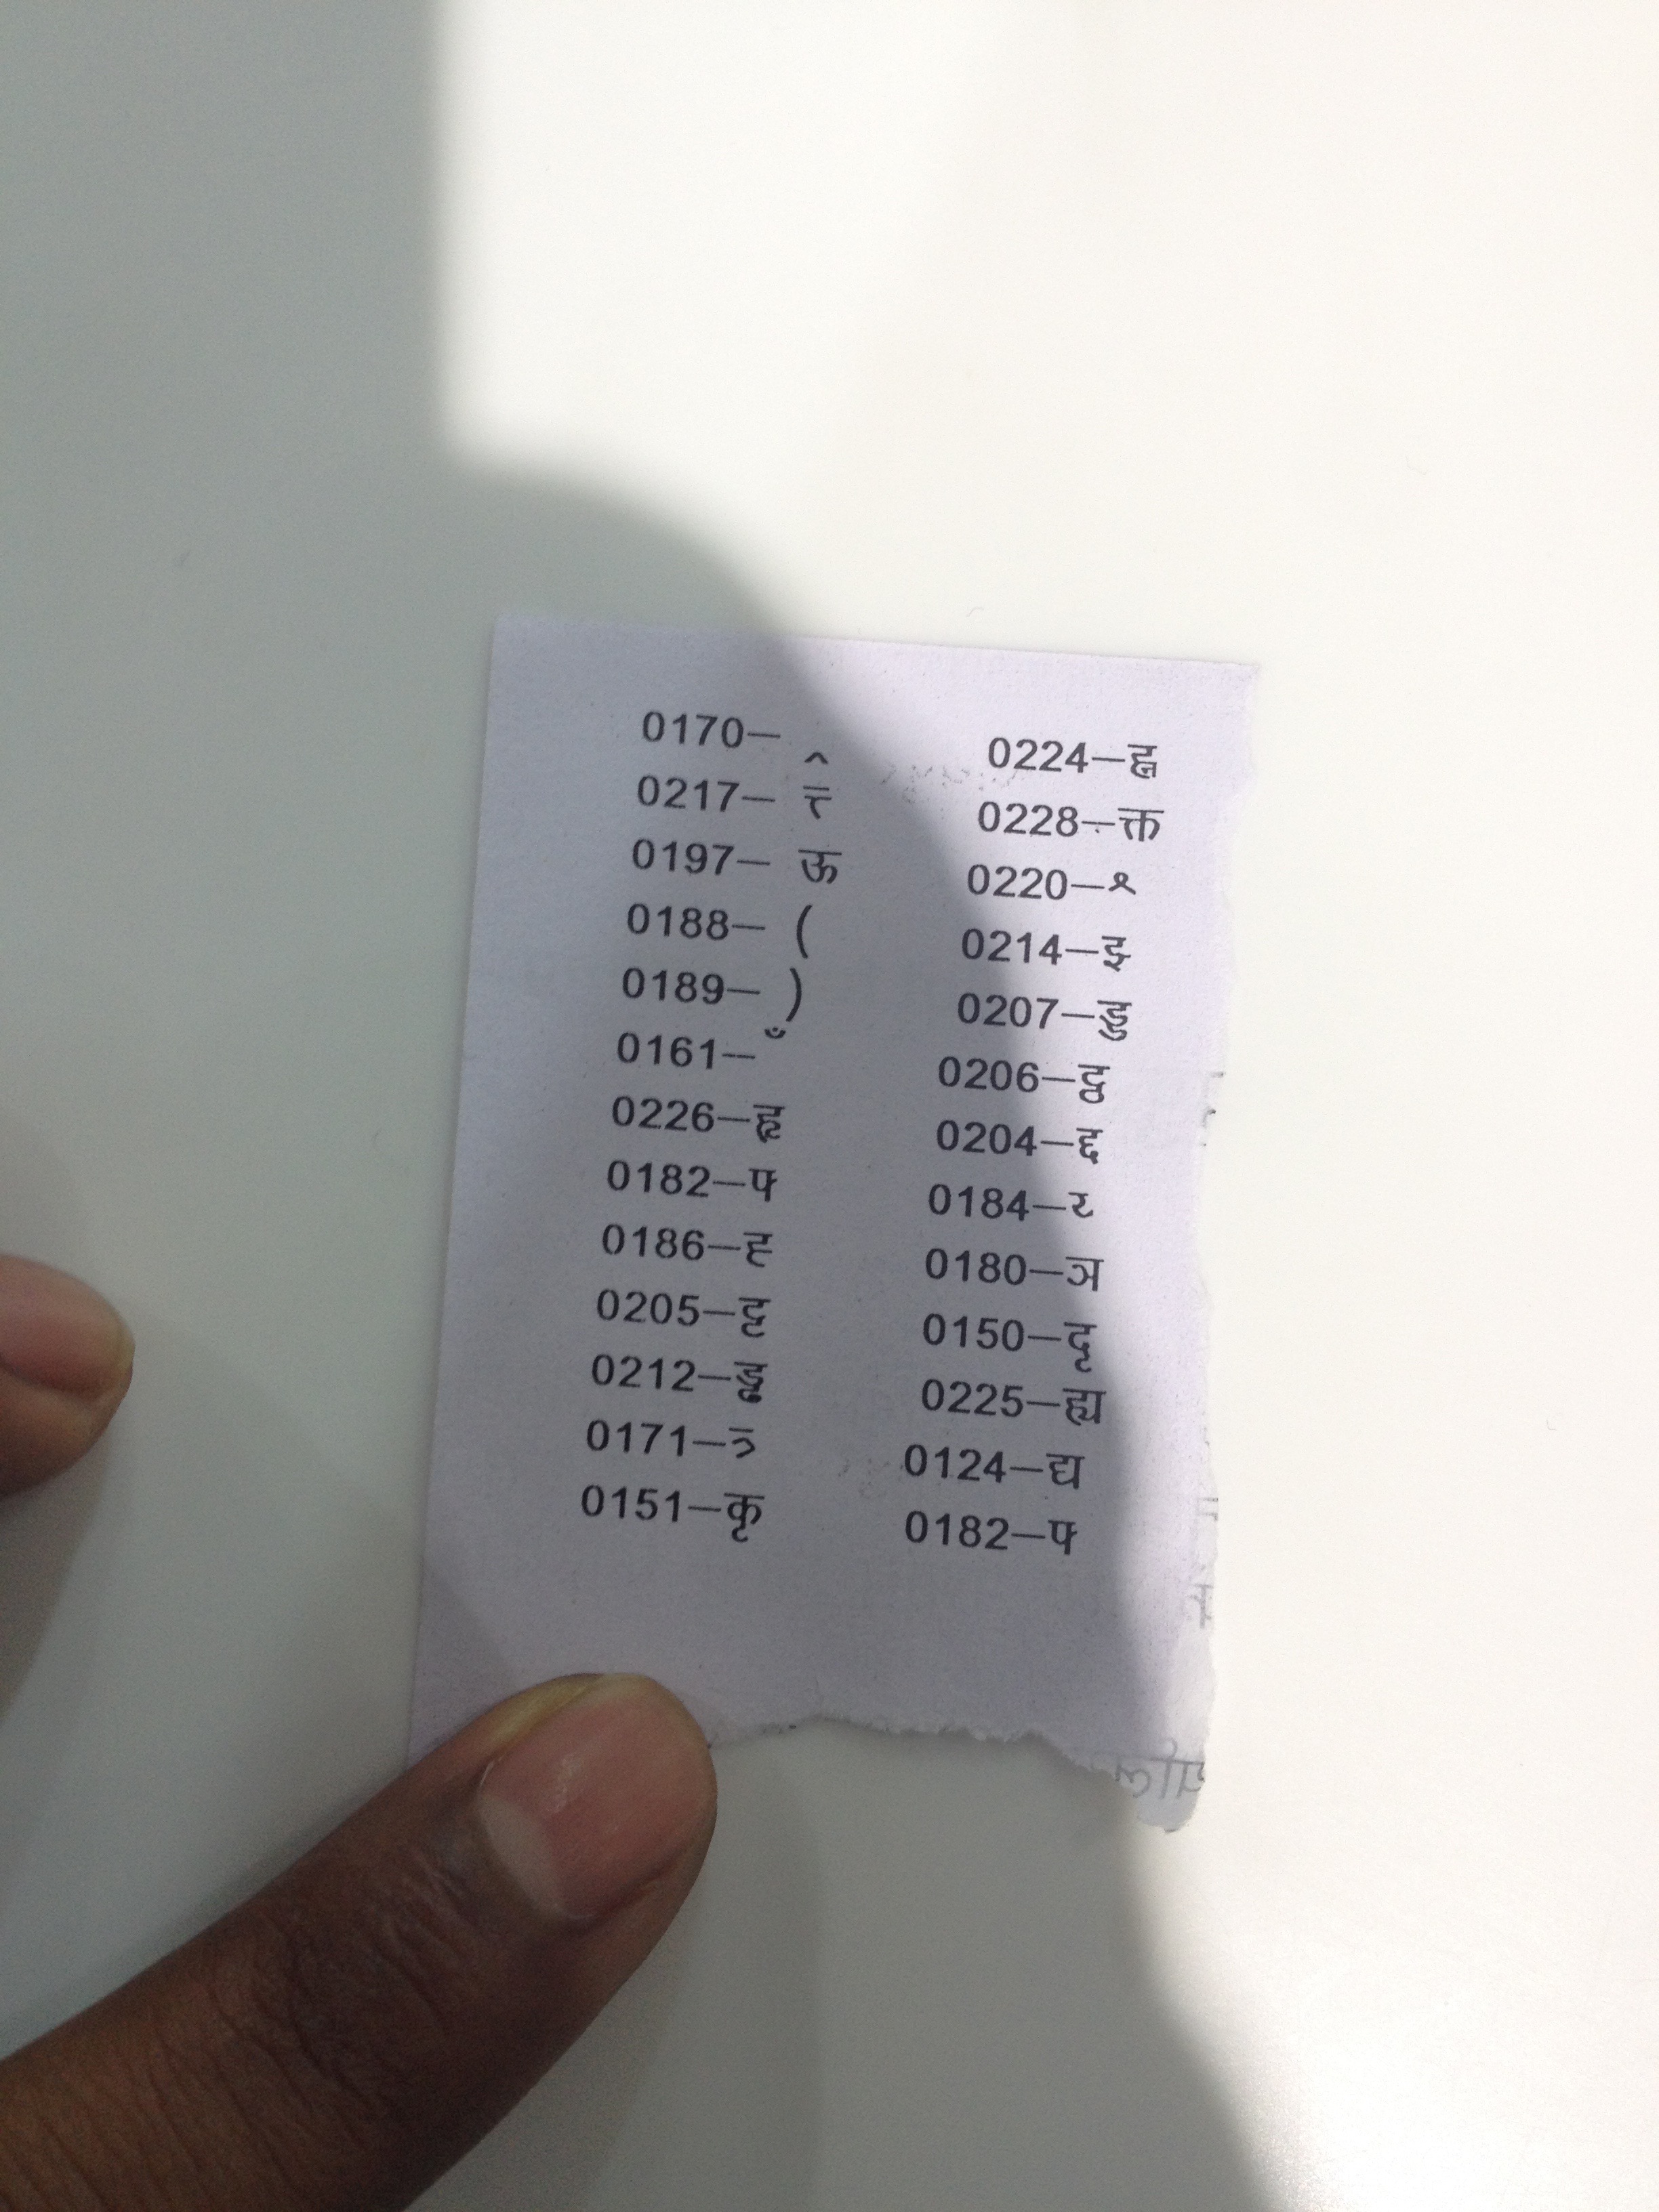 0170– ^
0217– रॅ
0197– ऊ
0188– (
0189– )
0161– ँ
0226–हृ
0182–फ
0186–ह
0205–ट्ट
0212–ड्ढ
0171–
0151–कृ
0224–ह्न
0228–क्त
0220–
0214–
0207–ड्ड
0206–ट्ठ
0204–द्द
0184–
0180–ञ
0150–दृ
0225–ह्य
0124–द्य
0182–फ